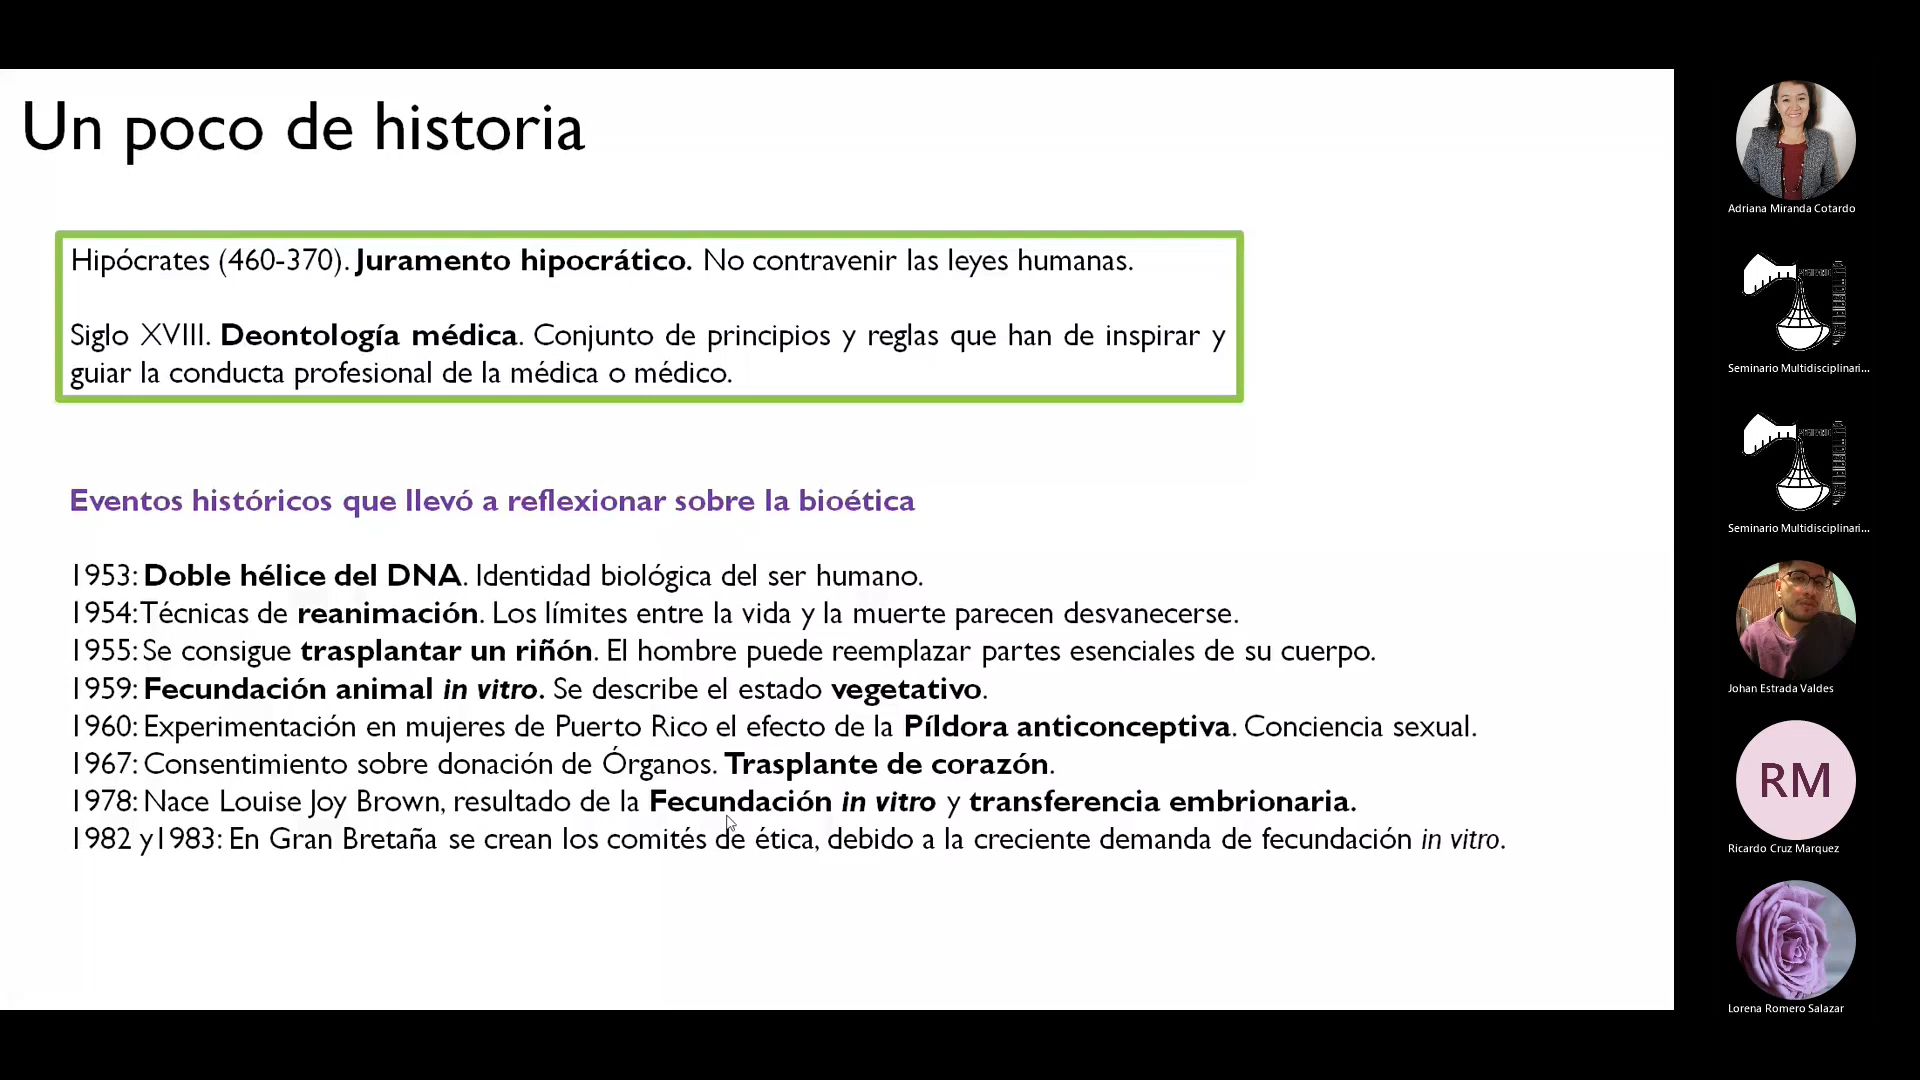 Un poco de historia
Hipócrates (460-370). Juramento hipocrático. No contravenir las leyes humanas.
Siglo XVIII. Deontología médica. Conjunto de principios y reglas que han de inspirar y
guiar la conducta profesional de la médica o médico.
Eventos históricos que llevó a reflexionar sobre la bioética
1953: Doble hélice del DNA. Identidad biológica del ser humano.
1954: Técnicas de reanimación. Los límites entre la vida y la muerte parecen desvanecerse.
1955: Se consigue trasplantar un riñón. El hombre puede reemplazar partes esenciales de su cuerpo.
1959: Fecundación animal in vitro. Se describe el estado vegetativo.
1960: Experimentación en mujeres de Puerto Rico el efecto de la Píldora anticonceptiva. Conciencia sexual.
1967: Consentimiento sobre donación de Órganos. Trasplante de corazón.
1978: Nace Louise Joy Brown, resultado de la Fecundación in vitro y transferencia embrionaria.
1982 y1983: En Gran Bretaña se crean los comités de ética, debido a la creciente demanda de fecundación in vitro.
Adriana Miranda Cotardo
Seminario Multidisciplinari...
Seminario Multidisciplinari...
Johan Estrada Valdes
RM
Ricardo Cruz Marquez
Lorena Romero Salazar